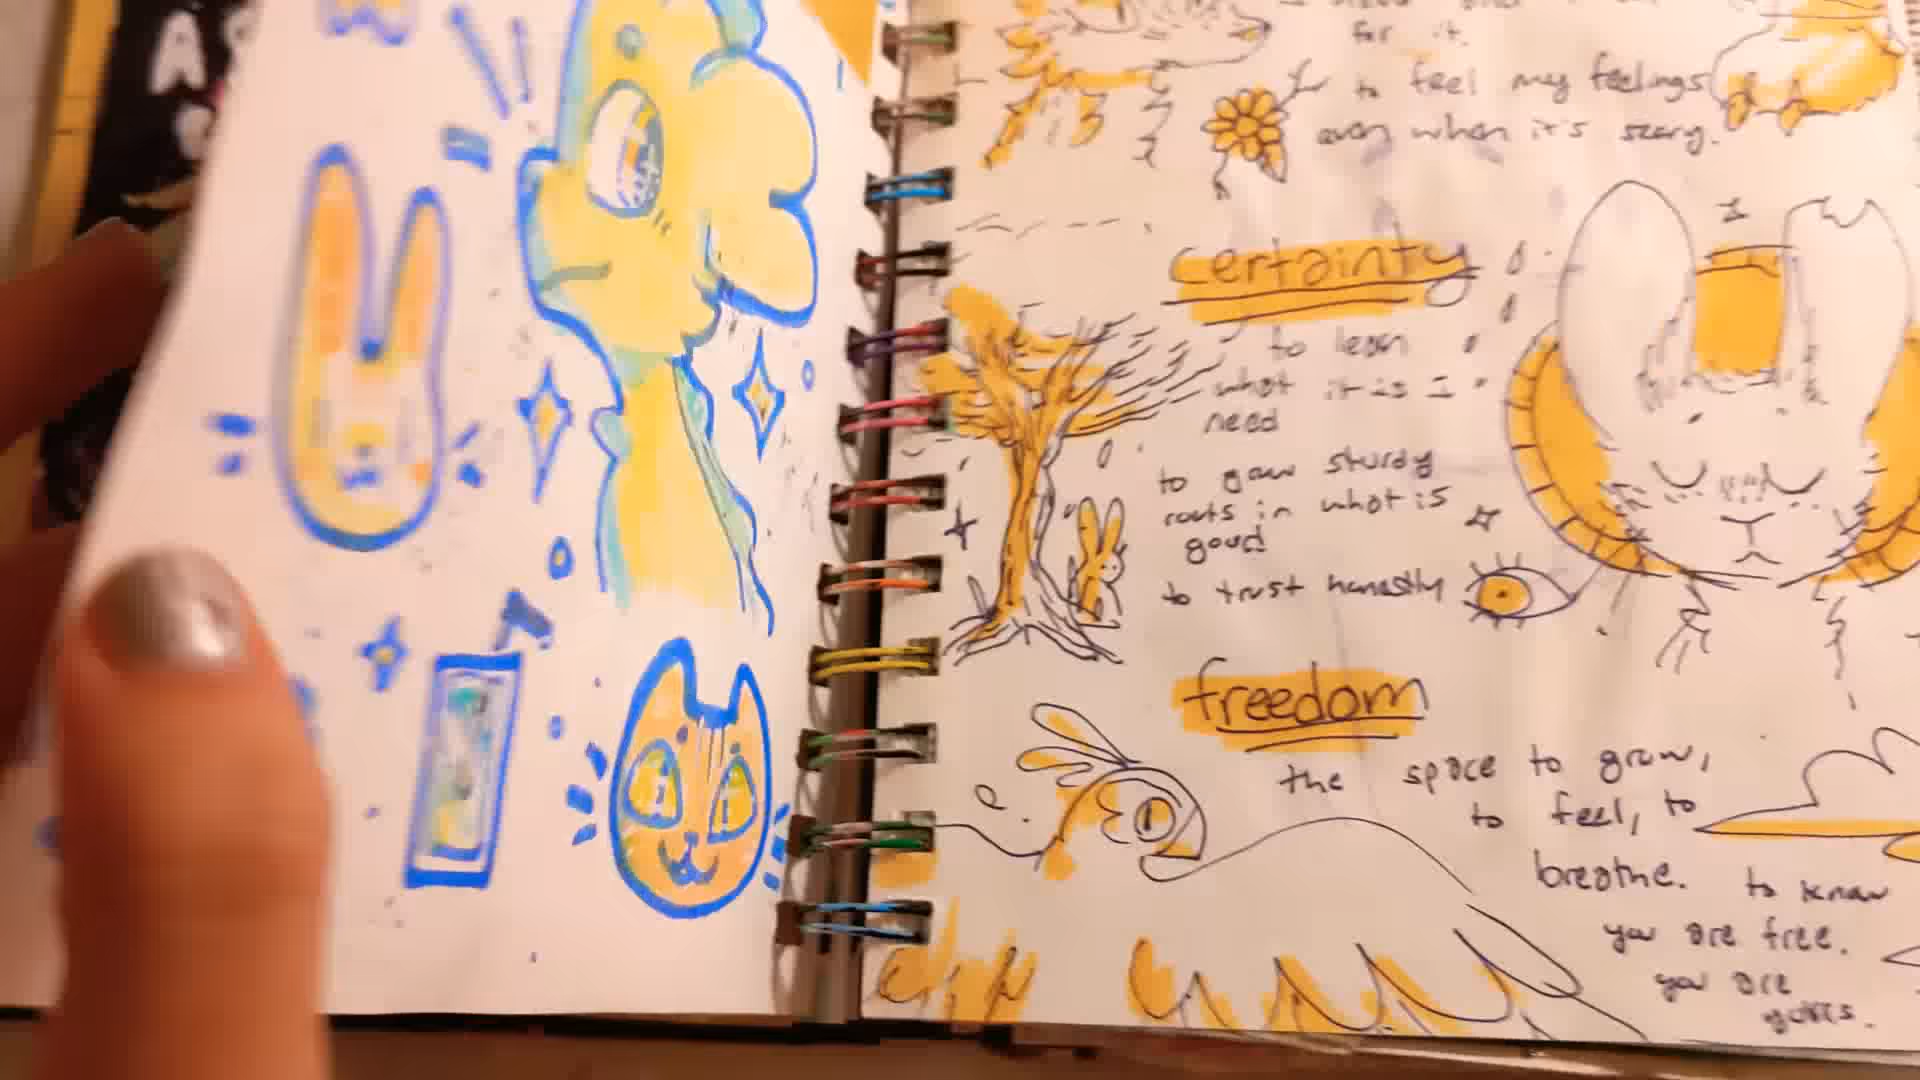 for it.
to feel my feelings
even when it's scary.
certainty
to learn
what it is I
need
to grow sturdy
roots in what is
good
to trust honestly
freedom
the space to grow,
to feel, to
breathe. to know
you are free.
you are
yours.